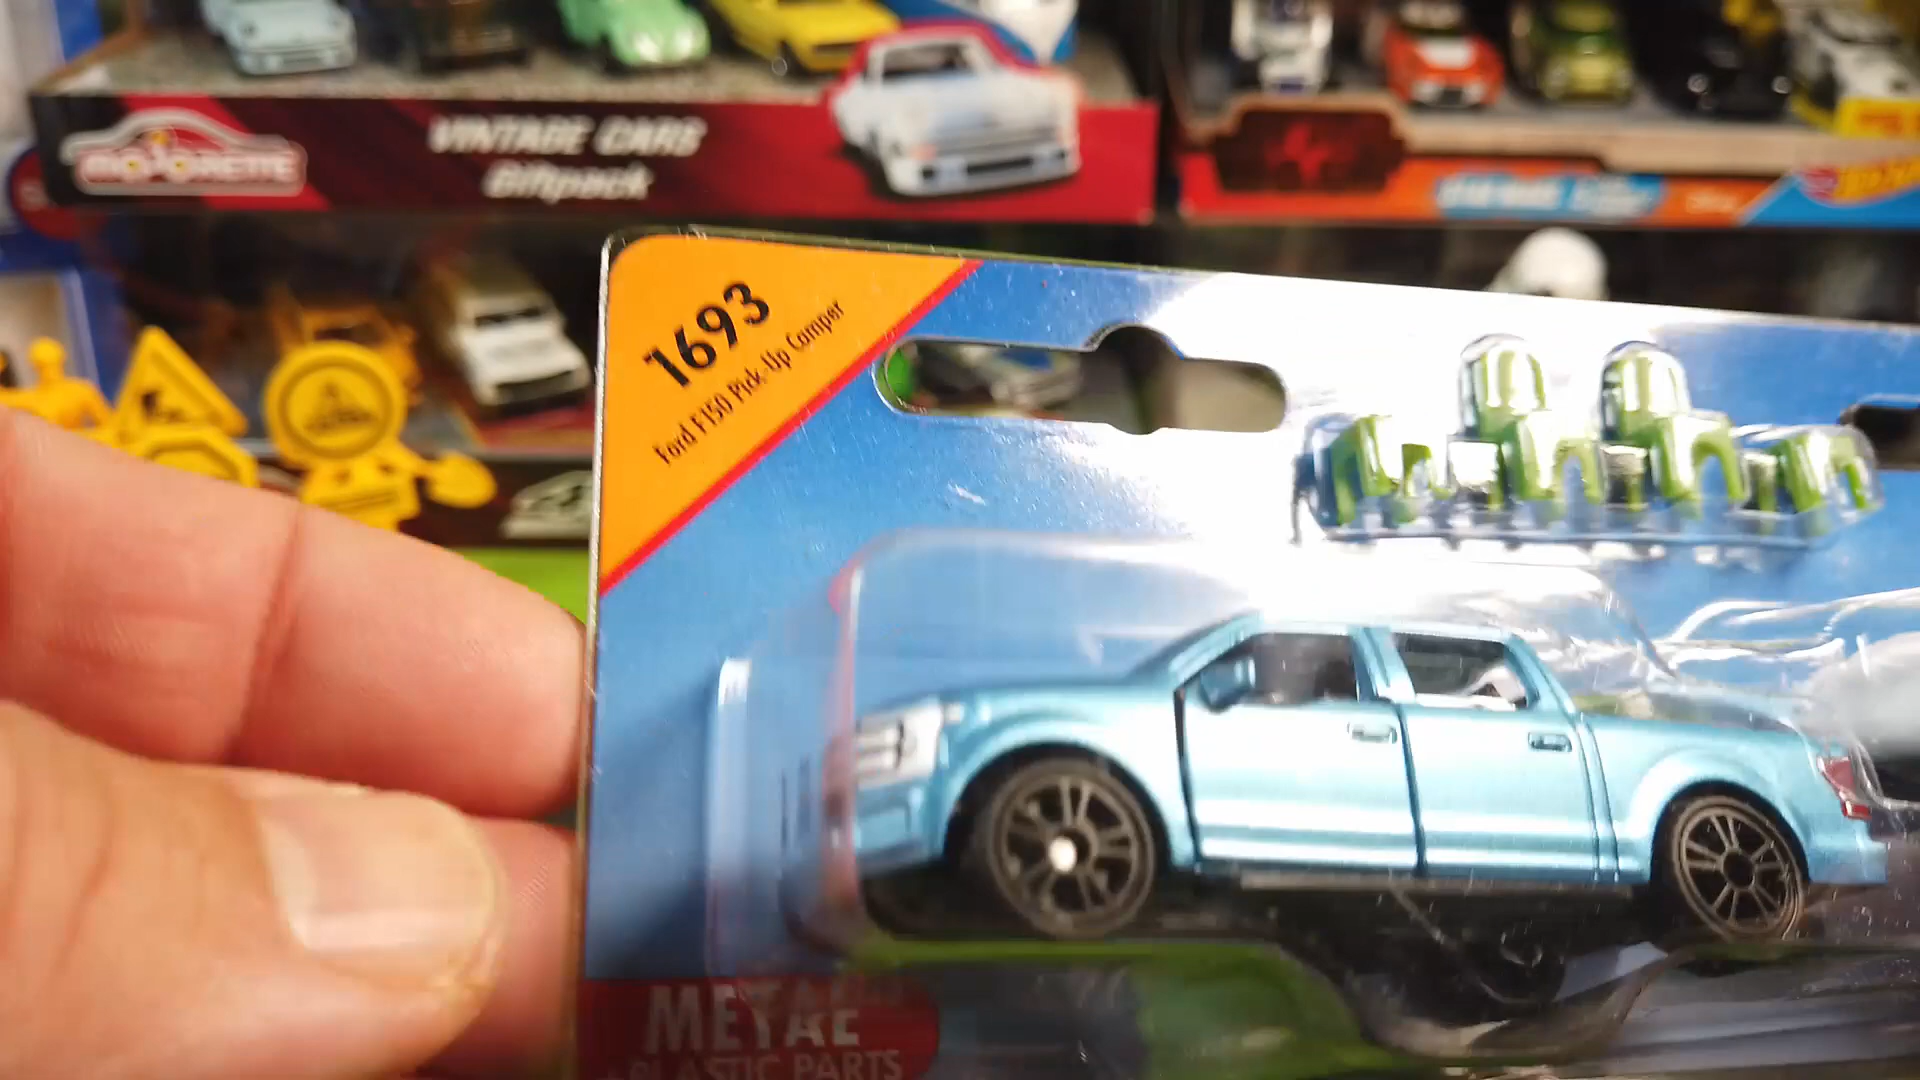 majorette
VINTAGE CARS
Giftpack
1693
Ford F150 Pick-Up Camper
METAL
PLASTIC PARTS